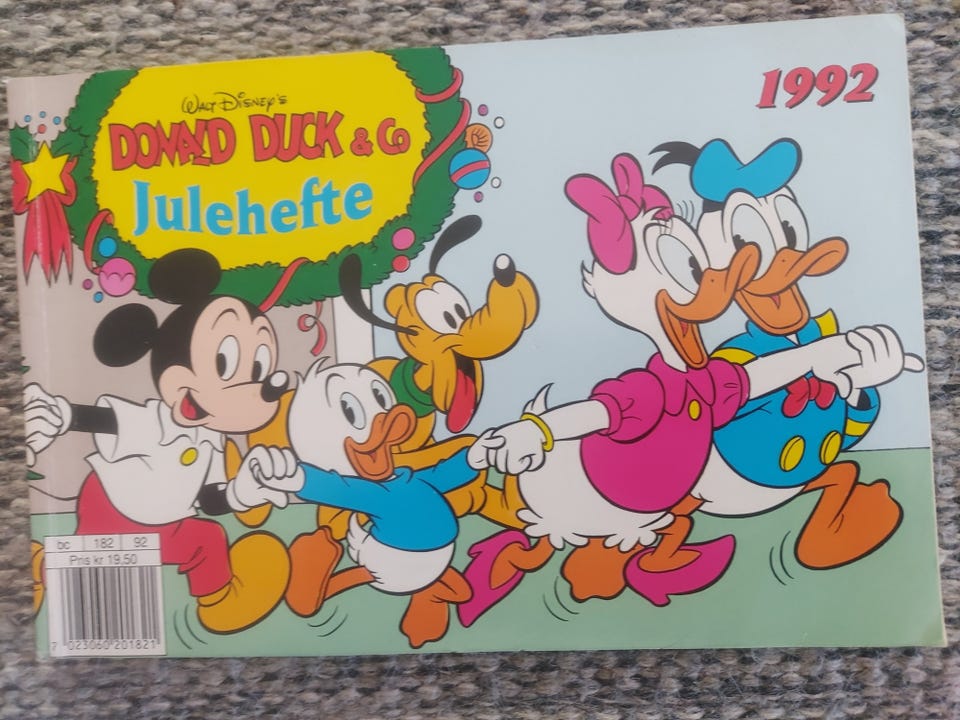 WALT DISNEY'S
DONALD DUCK & Co
Julehefte
1992
bc 182 92
Pris kr 19,50
7 023060 201821